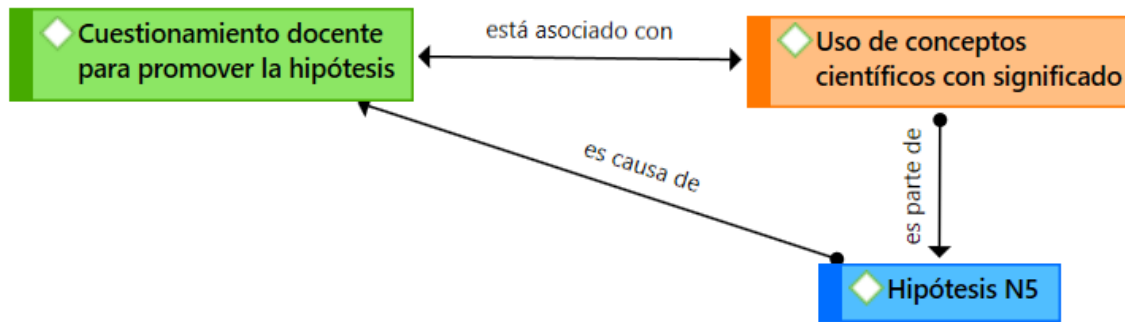 Cuestionamiento docente
para promover la hipótesis
está asociado con
Uso de conceptos
científicos con significado
es causa de
es parte de
Hipótesis N5